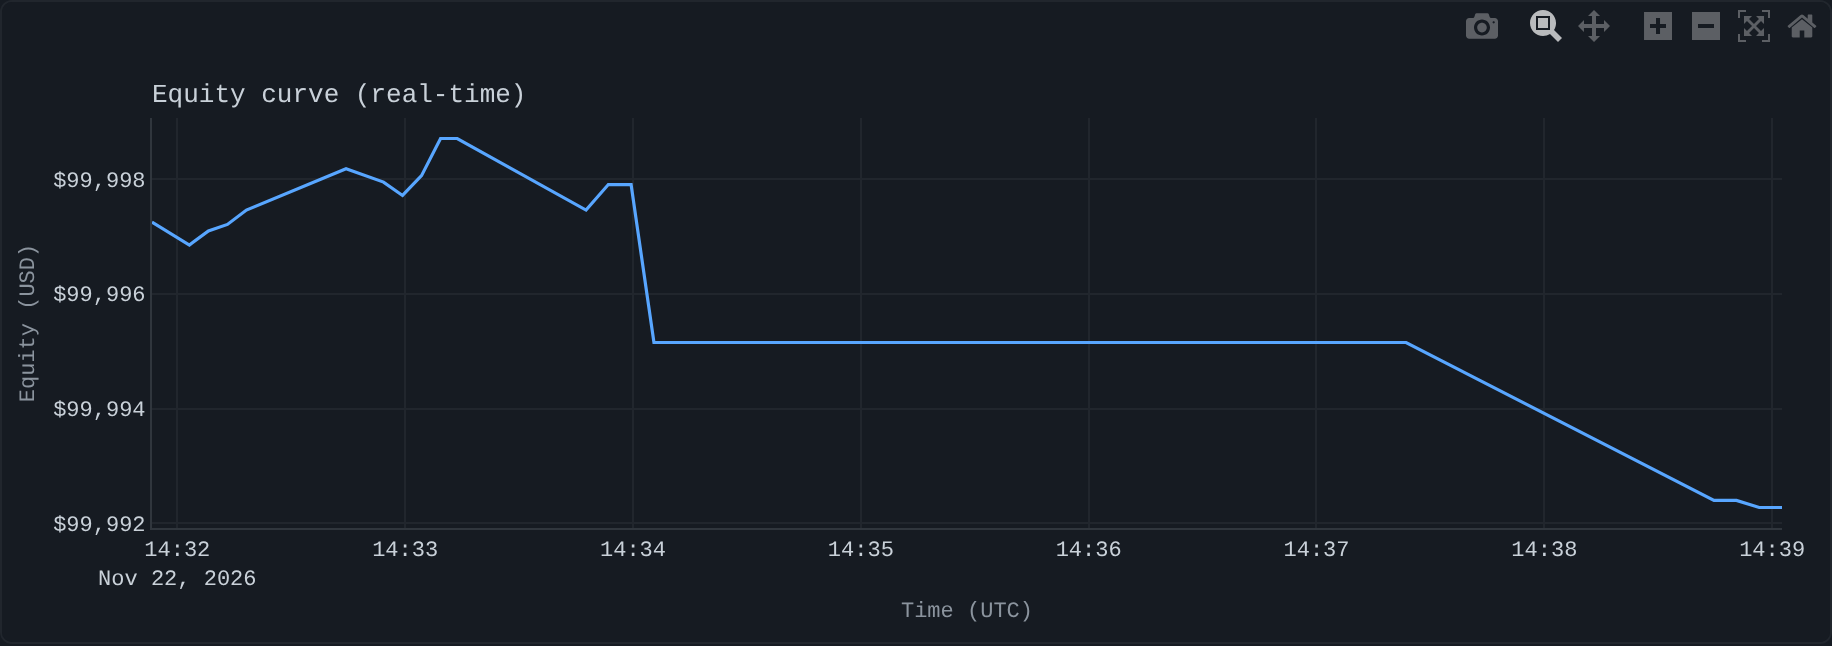 Equity curve (real-time)
$99,998
$99,996
$99,994
$99,992
Equity (USD)
14:32 14:33 14:34 14:35 14:36 14:37 14:38 14:39
Nov 22, 2026
Time (UTC)